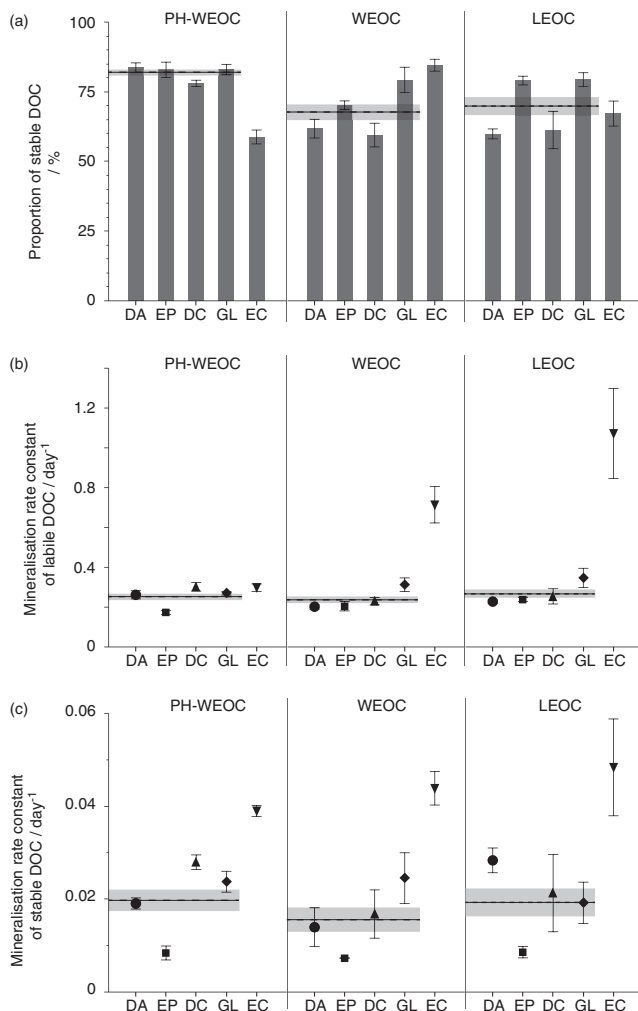 (a)
PH-WEOC WEOC LEOC
Proportion of stable DOC
/ %
100
75
50
25
0
DA EP DC GL EC DA EP DC GL EC DA EP DC GL EC
(b)
PH-WEOC WEOC LEOC
Mineralisation rate constant
of labile DOC / day⁻¹
1.2
0.8
0.4
0
DA EP DC GL EC DA EP DC GL EC DA EP DC GL EC
(c)
PH-WEOC WEOC LEOC
Mineralisation rate constant
of stable DOC / day⁻¹
0.06
0.04
0.02
0
DA EP DC GL EC DA EP DC GL EC DA EP DC GL EC